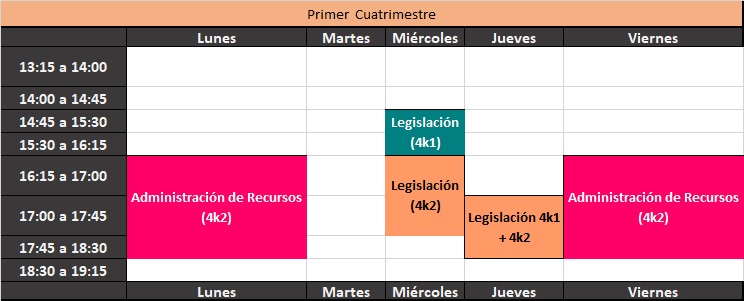 Primer Cuatrimestre
Lunes Martes Miércoles Jueves Viernes
13:15 a 14:00
14:00 a 14:45
14:45 a 15:30
Legislación
(4k1)
15:30 a 16:15
16:15 a 17:00
Administración de Recursos
(4k2)
Legislación
(4k2)
Administración de Recursos
(4k2)
17:00 a 17:45
Legislación 4k1
+ 4k2
17:45 a 18:30
18:30 a 19:15
Lunes Martes Miércoles Jueves Viernes